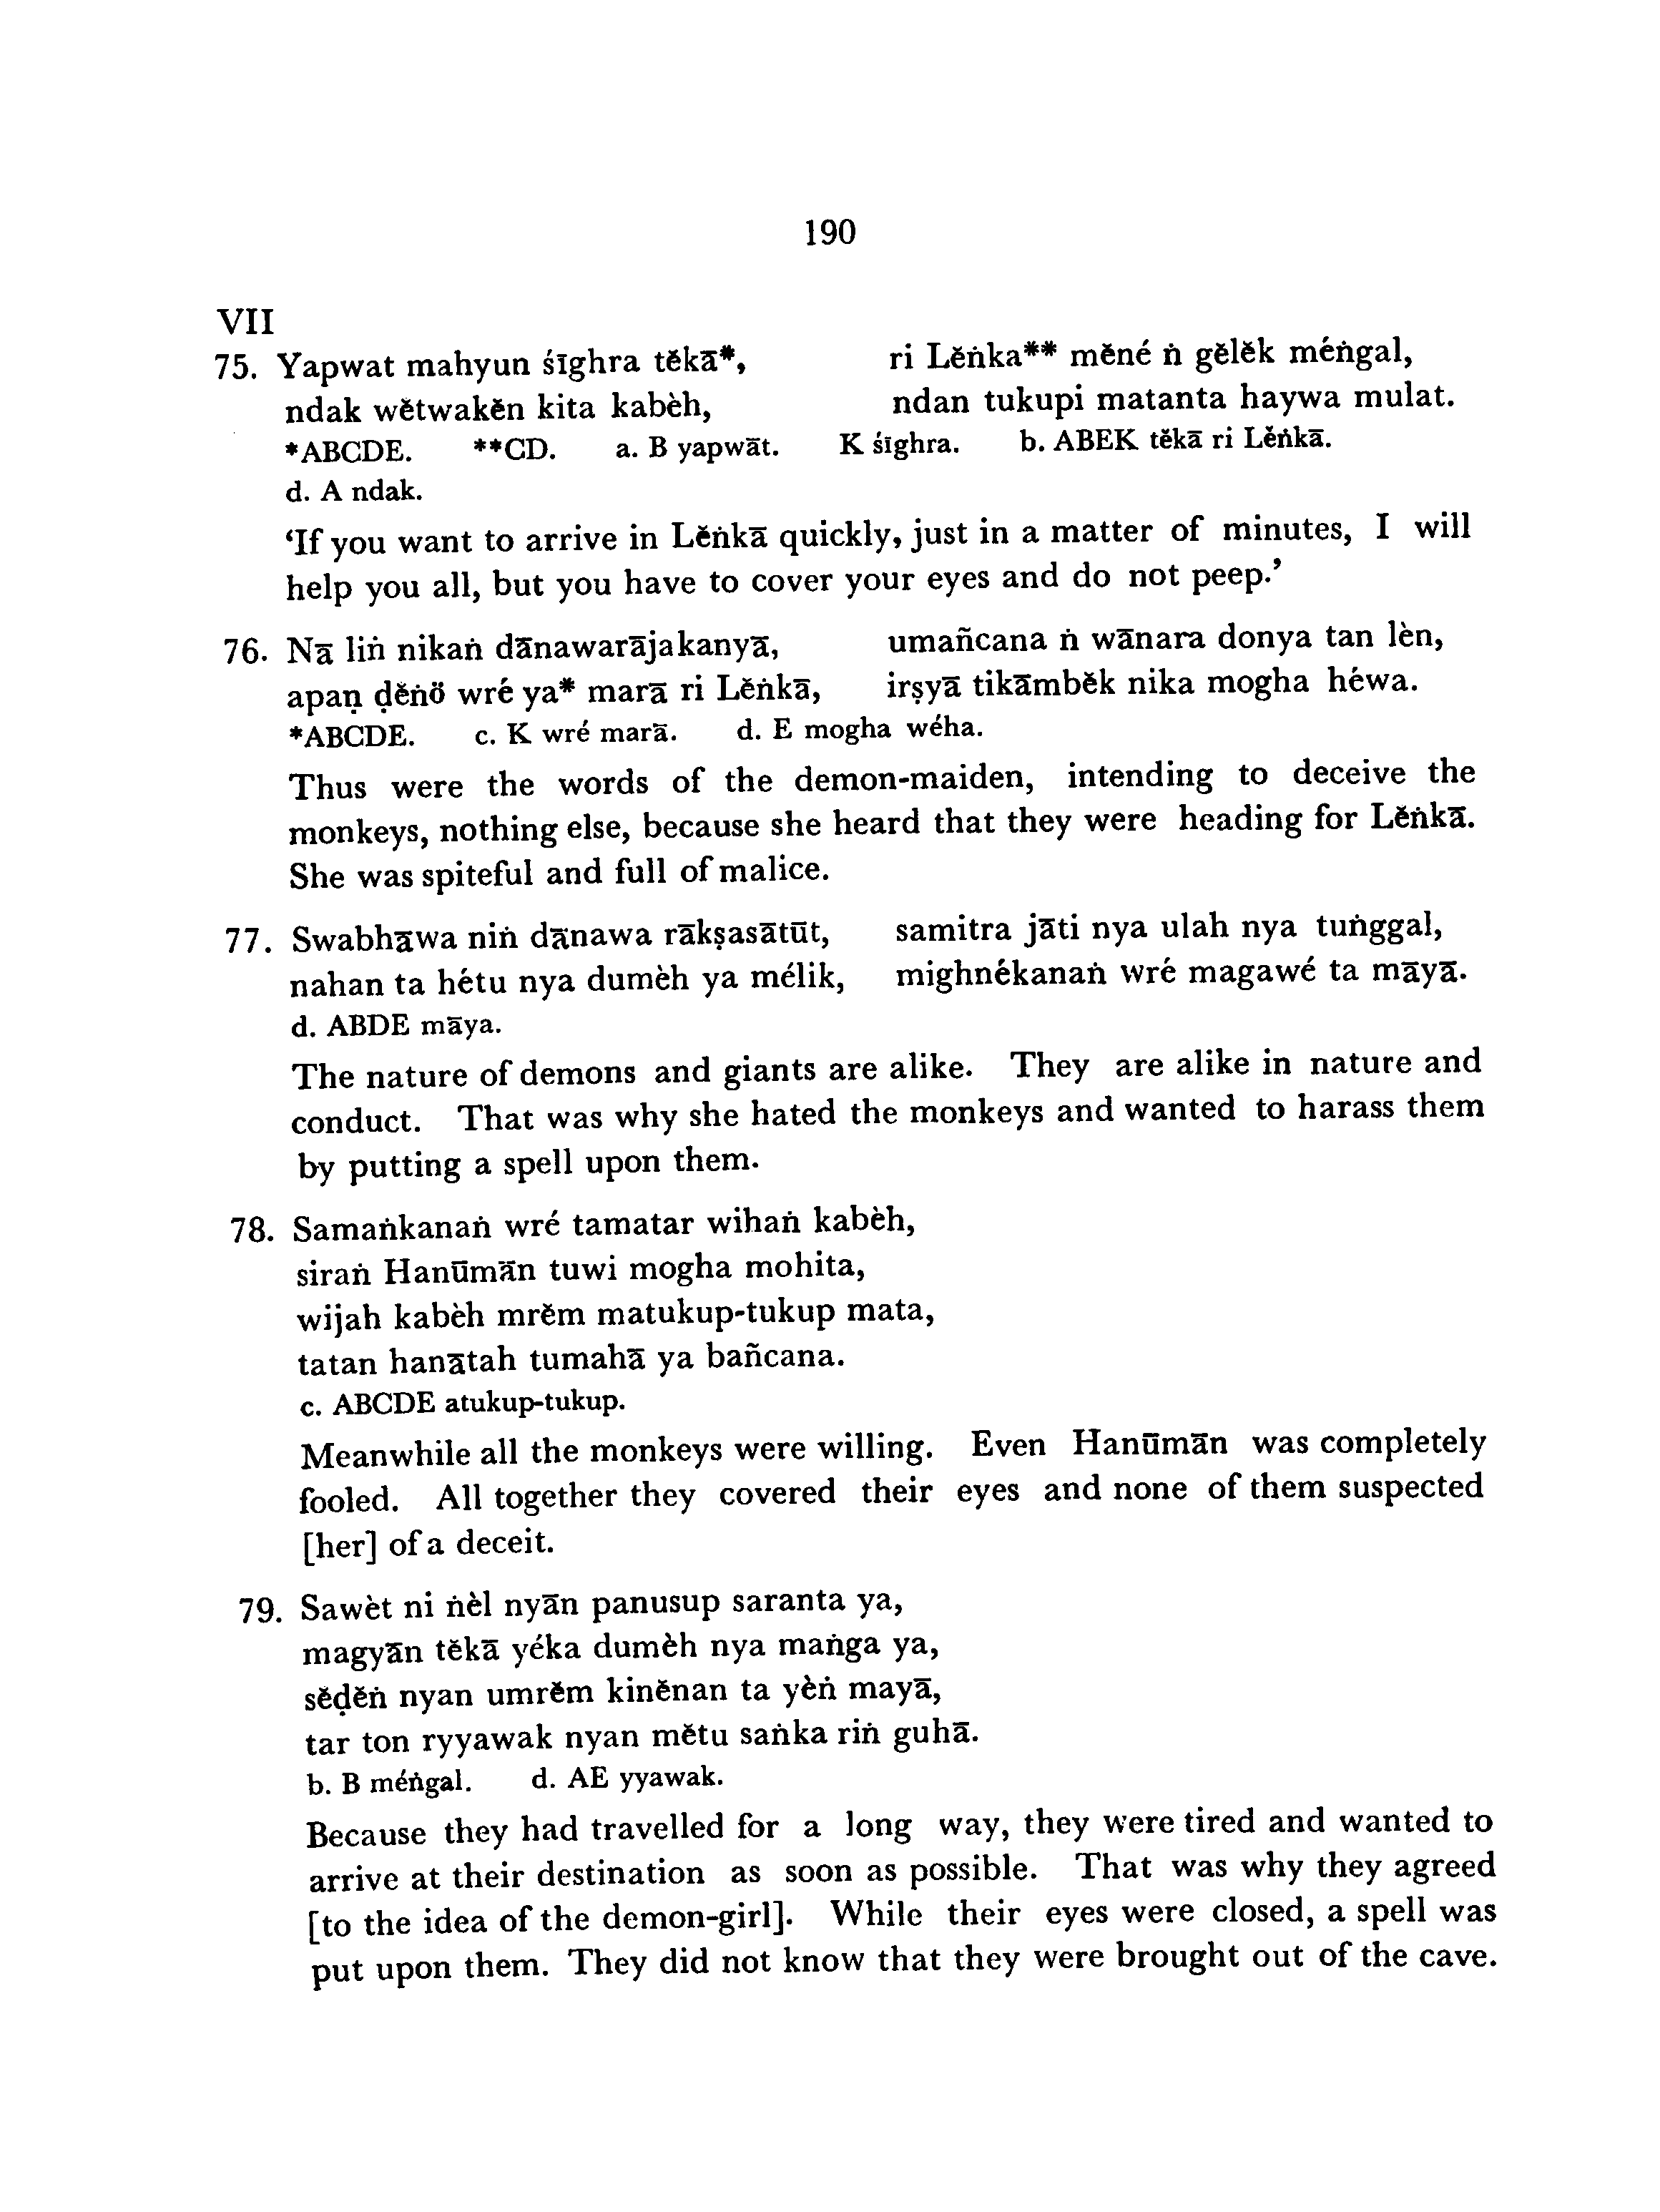 190
VII
75. Yapwat mahyun śīghra tĕkā*, ri Lĕṅka** mĕné ṅ gĕlĕk méṅgal,
ndak wĕtwakĕn kita kabèh, ndan tukupi matanta haywa mulat.
*ABCDE. **CD. a. B yapwāt. K śīghra. b. ABEK tĕkā ri Lĕṅkā.
d. A ndak.
‘If you want to arrive in Lĕṅkā quickly, just in a matter of minutes, I will
help you all, but you have to cover your eyes and do not peep.’
76. Nā liṅ nikaṅ dānawarājakanyā, umañcana ṅ wānara donya tan lèn,
apaṇ ḍĕṅö wré ya* marā ri Lĕṅkā, irṣyā tikāmbĕk nika mogha héwa.
*ABCDE. c. K wré marā. d. E mogha wéha.
Thus were the words of the demon-maiden, intending to deceive the
monkeys, nothing else, because she heard that they were heading for Lĕṅkā.
She was spiteful and full of malice.
77. Swabhāwa niṅ dānawa rākṣasātūt, samitra jāti nya ulah nya tuṅggal,
nahan ta hétu nya dumèh ya mélik, mighnékanaṅ wré magawé ta māyā.
d. ABDE māya.
The nature of demons and giants are alike. They are alike in nature and
conduct. That was why she hated the monkeys and wanted to harass them
by putting a spell upon them.
78. Samaṅkanaṅ wré tamatar wihaṅ kabèh,
siraṅ Hanūmān tuwi mogha mohita,
wijah kabèh mrĕm matukup-tukup mata,
tatan hanātah tumahā ya bañcana.
c. ABCDE atukup-tukup.
Meanwhile all the monkeys were willing. Even Hanūmān was completely
fooled. All together they covered their eyes and none of them suspected
[her] of a deceit.
79. Sawèt ni ṅèl nyān panusup saranta ya,
magyān tĕkā yéka dumèh nya maṅga ya,
sĕḍĕṅ nyan umrĕm kinĕnan ta yèṅ mayā,
tar ton ryyawak nyan mĕtu saṅka riṅ guhā.
b. B méṅgal. d. AE yyawak.
Because they had travelled for a long way, they were tired and wanted to
arrive at their destination as soon as possible. That was why they agreed
[to the idea of the demon-girl]. While their eyes were closed, a spell was
put upon them. They did not know that they were brought out of the cave.